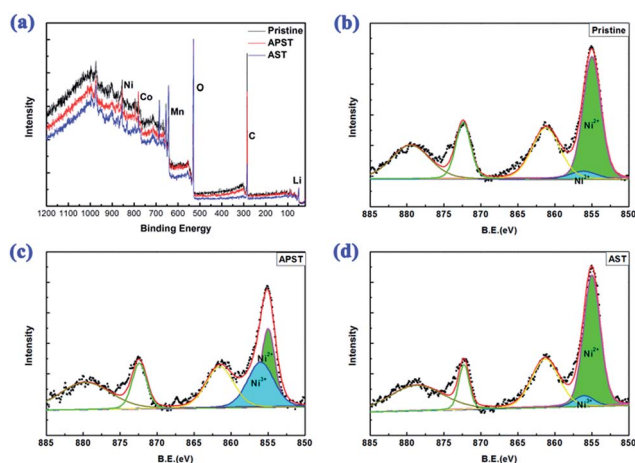 (a)
Pristine
APST
AST
Ni
Co
Mn
O
C
Li
Intensity
1200 1100 1000 900 800 700 600 500 400 300 200 100
Binding Energy
(b)
Pristine
Ni²⁺
Intensity
885 880 875 870 865 860 855 850
B.E.(eV)
(c)
APST
Ni²⁺
Ni³⁺
Intensity
885 880 875 870 865 860 855 850
B.E.(eV)
(d)
AST
Ni²⁺
Intensity
885 880 875 870 865 860 855 850
B.E.(eV)